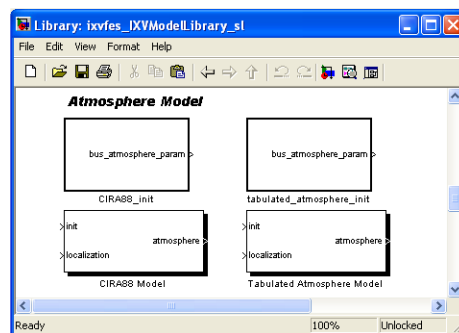 Library: ixvfes_IXVModelLibrary_sl
File Edit View Format Help
Atmosphere Model
bus_atmosphere_param
bus_atmosphere_param
CIRA88_init
tabulated_atmosphere_init
init
atmosphere
localization
init
atmosphere
localization
CIRA88 Model
Tabulated Atmosphere Model
Ready 100% Unlocked